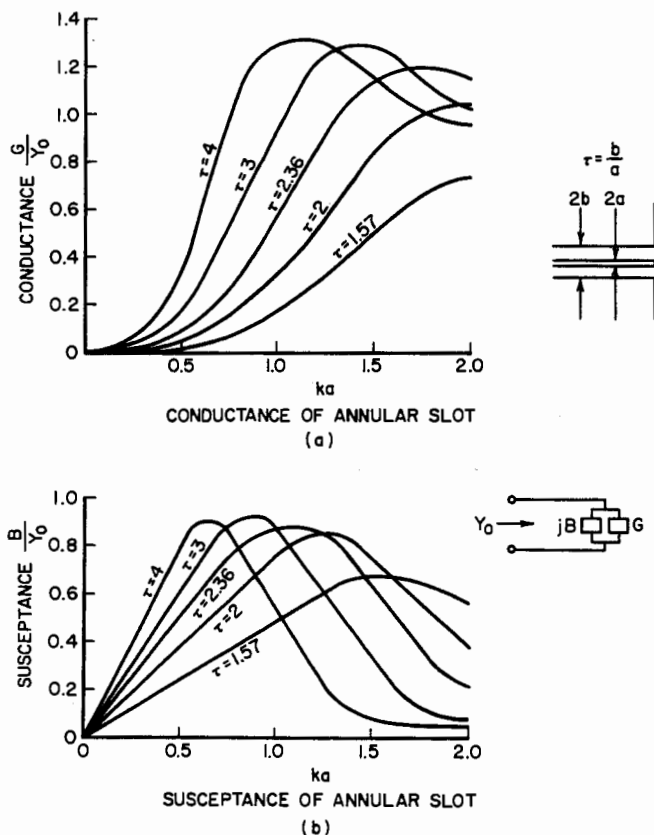 CONDUCTANCE G/Y₀
1.4
1.2
1.0
0.8
0.6
0.4
0.2
0
τ=4
τ=3
τ=2.36
τ=2
τ=1.57
0.5
1.0
1.5
2.0
ka
CONDUCTANCE OF ANNULAR SLOT
(a)
τ = b/a
2b
2a
SUSCEPTANCE B/Y₀
1.0
0.8
0.6
0.4
0.2
0
τ=4
τ=3
τ=2.36
τ=2
τ=1.57
0
0.5
1.0
1.5
2.0
ka
SUSCEPTANCE OF ANNULAR SLOT
(b)
Y₀
jB
G